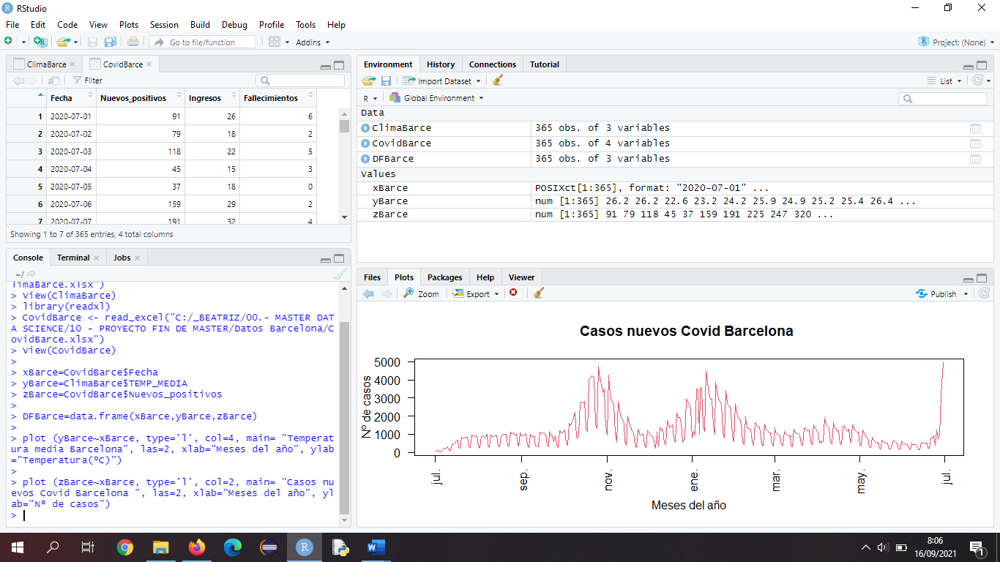 RStudio
File Edit Code View Plots Session Build Debug Profile Tools Help
Go to file/function Addins Project: (None)
ClimaBarce CovidBarce
Filter
Fecha Nuevos_positivos Ingresos Fallecimientos
1 2020-07-01 91 26 6
2 2020-07-02 79 18 2
3 2020-07-03 118 22 5
4 2020-07-04 45 15 3
5 2020-07-05 37 18 0
6 2020-07-06 159 29 2
7 2020-07-07 191 32 4
Showing 1 to 7 of 365 entries, 4 total columns
Console Terminal Jobs
~/
limaBarce.xlsx")
> View(ClimaBarce)
> library(readxl)
> CovidBarce <- read_excel("C:/_BEATRIZ/00.- MASTER DAT
A SCIENCE/10 - PROYECTO FIN DE MASTER/Datos Barcelona/C
ovidBarce.xlsx")
> View(CovidBarce)
>
> xBarce=CovidBarce$Fecha
> yBarce=ClimaBarce$TEMP_MEDIA
> zBarce=CovidBarce$Nuevos_positivos
>
> DFBarce=data.frame(xBarce,yBarce,zBarce)
>
> plot (yBarce~xBarce, type='l', col=4, main= "Temperat
ura media Barcelona", las=2, xlab="Meses del año", ylab
="Temperatura(ºC)")
>
> plot (zBarce~xBarce, type='l', col=2, main= "Casos nu
evos Covid Barcelona ", las=2, xlab="Meses del año", yl
ab="Nº de casos")
>
Environment History Connections Tutorial
Import Dataset List
R Global Environment
Data
ClimaBarce 365 obs. of 3 variables
CovidBarce 365 obs. of 4 variables
DFBarce 365 obs. of 3 variables
Values
xBarce POSIXct[1:365], format: "2020-07-01" ...
yBarce num [1:365] 26.2 26.2 22.6 23.2 24.2 25.9 24.9 25.2 25.4 26.4 ...
zBarce num [1:365] 91 79 118 45 37 159 191 225 247 320 ...
Files Plots Packages Help Viewer
Zoom Export Publish
Casos nuevos Covid Barcelona
Nº de casos
5000
4000
3000
2000
1000
0
jul. sep. nov. ene. mar. may. jul.
Meses del año
8:06
16/09/2021
1